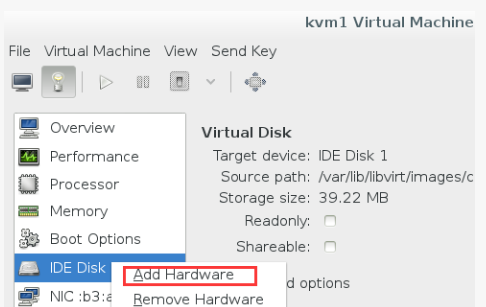 kvm1 Virtual Machine
File Virtual Machine View Send Key
Overview
Performance
Processor
Memory
Boot Options
IDE Disk
NIC :b3:
Virtual Disk
Target device: IDE Disk 1
Source path: /var/lib/libvirt/images/c
Storage size: 39.22 MB
Readonly:
Shareable:
d options
Add Hardware
Remove Hardware